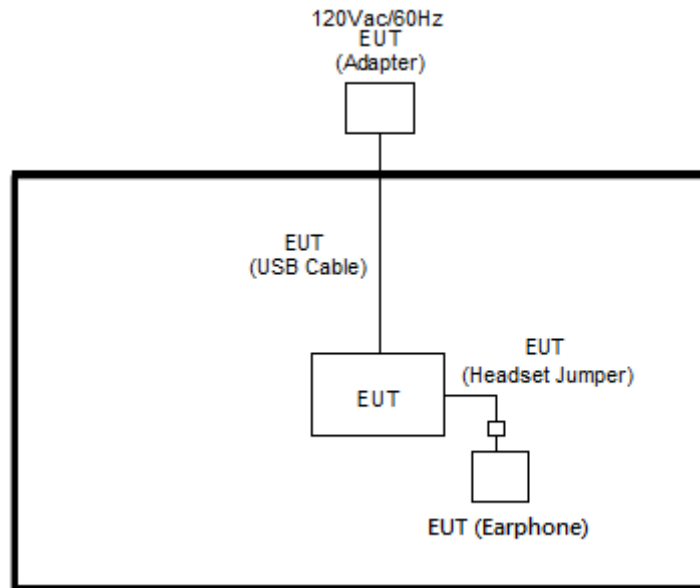 120Vac/60Hz
EUT
(Adapter)
EUT
(USB Cable)
EUT
(Headset Jumper)
EUT
EUT (Earphone)